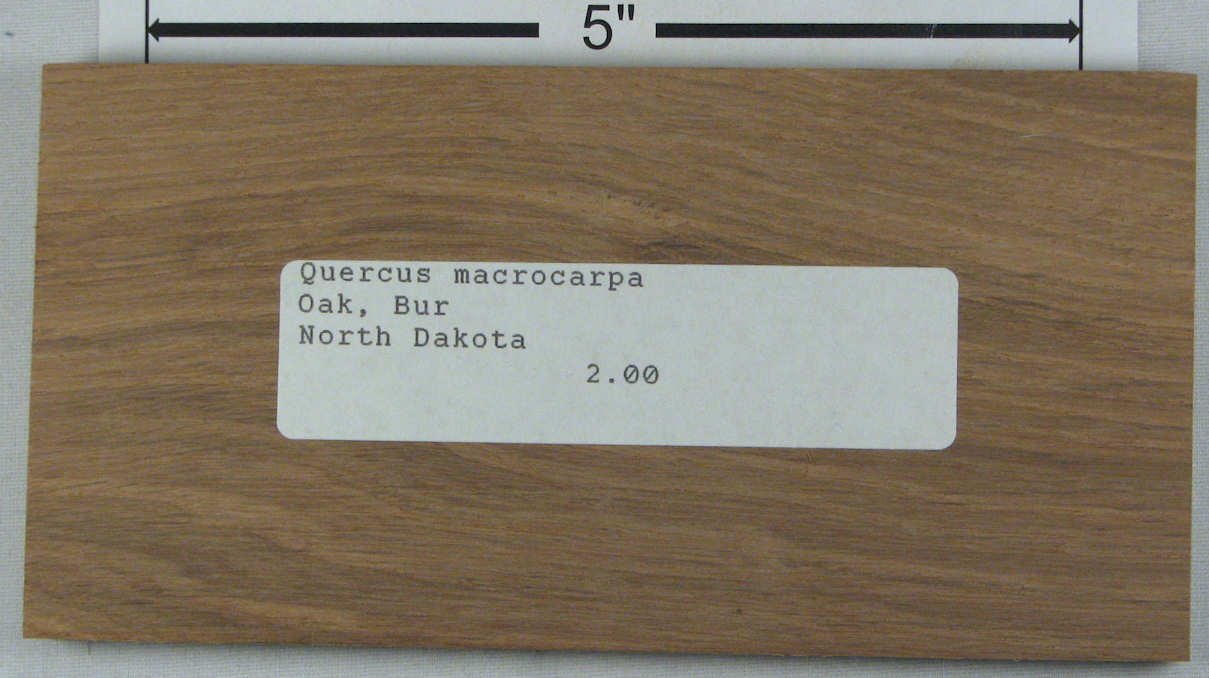 5"
Quercus macrocarpa
Oak, Bur
North Dakota
2.00